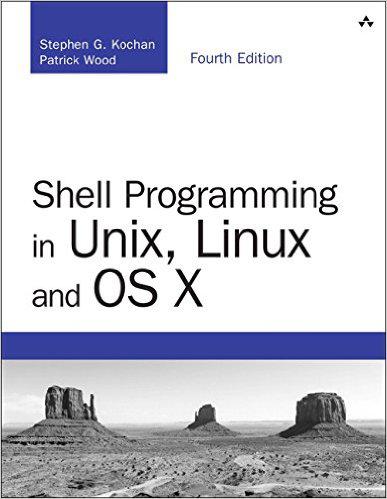 Stephen G. Kochan
Patrick Wood
Fourth Edition
Shell Programming
in Unix, Linux
and OS X